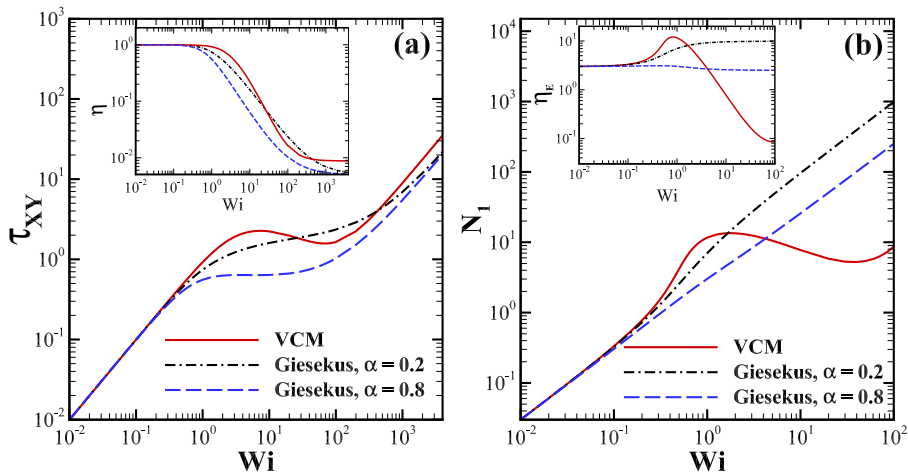 (a)
τ_XY
10^3
10^2
10^1
10^0
10^-1
10^-2
10^-2 10^-1 10^0 10^1 10^2 10^3
Wi
η
10^0
10^-1
10^-2
10^-2 10^-1 10^0 10^1 10^2 10^3
Wi
VCM
Giesekus, α = 0.2
Giesekus, α = 0.8
(b)
N_1
10^5
10^4
10^3
10^2
10^1
10^0
10^-1
10^-2 10^-1 10^0 10^1 10^2
Wi
η_E
10^1
10^0
10^-1
10^-2 10^-1 10^0 10^1 10^2
Wi
VCM
Giesekus, α = 0.2
Giesekus, α = 0.8